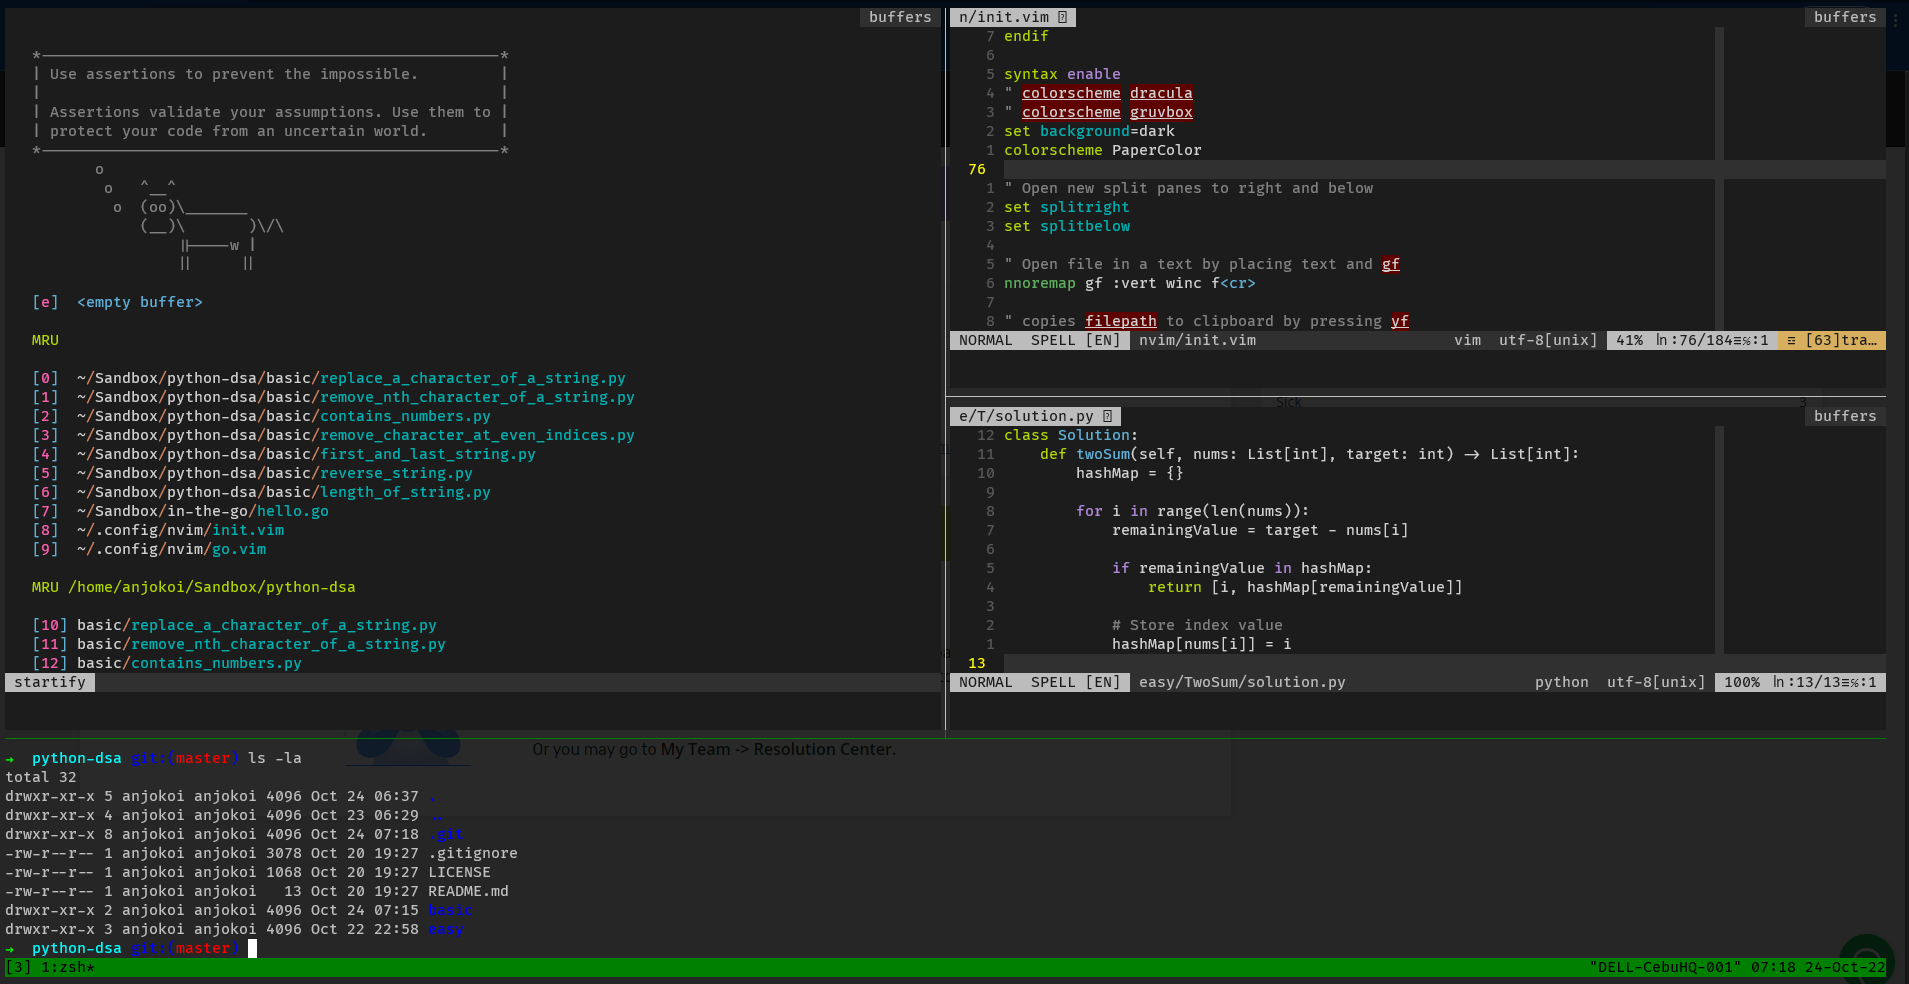 buffers
*—————————————————————————*
| Use assertions to prevent the impossible. |
| |
| Assertions validate your assumptions. Use them to |
| protect your code from an uncertain world. |
*—————————————————————————*
o
o ^__^
o (oo)\_______
(__)\ )\/\
||----w |
|| ||
[e] <empty buffer>
MRU
[0] ~/Sandbox/python-dsa/basic/replace_a_character_of_a_string.py
[1] ~/Sandbox/python-dsa/basic/remove_nth_character_of_a_string.py
[2] ~/Sandbox/python-dsa/basic/contains_numbers.py
[3] ~/Sandbox/python-dsa/basic/remove_character_at_even_indices.py
[4] ~/Sandbox/python-dsa/basic/first_and_last_string.py
[5] ~/Sandbox/python-dsa/basic/reverse_string.py
[6] ~/Sandbox/python-dsa/basic/length_of_string.py
[7] ~/Sandbox/in-the-go/hello.go
[8] ~/.config/nvim/init.vim
[9] ~/.config/nvim/go.vim
MRU /home/anjokoi/Sandbox/python-dsa
[10] basic/replace_a_character_of_a_string.py
[11] basic/remove_nth_character_of_a_string.py
[12] basic/contains_numbers.py
startify
n/init.vim buffers
7 endif
6
5 syntax enable
4 " colorscheme dracula
3 " colorscheme gruvbox
2 set background=dark
1 colorscheme PaperColor
76
1 " Open new split panes to right and below
2 set splitright
3 set splitbelow
4
5 " Open file in a text by placing text and gf
6 nnoremap gf :vert winc f<cr>
7
8 " copies filepath to clipboard by pressing yf
NORMAL SPELL [EN] nvim/init.vim vim utf-8[unix] 41% ln:76/184≡℅:1 ☲ [63]tra…
Sick 3
e/T/solution.py buffers
12 class Solution:
11 def twoSum(self, nums: List[int], target: int) -> List[int]:
10 hashMap = {}
9
8 for i in range(len(nums)):
7 remainingValue = target - nums[i]
6
5 if remainingValue in hashMap:
4 return [i, hashMap[remainingValue]]
3
2 # Store index value
1 hashMap[nums[i]] = i
13
NORMAL SPELL [EN] easy/TwoSum/solution.py python utf-8[unix] 100% ln:13/13≡℅:1
Or you may go to My Team -> Resolution Center.
→ python-dsa git:(master) ls -la
total 32
drwxr-xr-x 5 anjokoi anjokoi 4096 Oct 24 06:37 .
drwxr-xr-x 4 anjokoi anjokoi 4096 Oct 23 06:29 ..
drwxr-xr-x 8 anjokoi anjokoi 4096 Oct 24 07:18 .git
-rw-r--r-- 1 anjokoi anjokoi 3078 Oct 20 19:27 .gitignore
-rw-r--r-- 1 anjokoi anjokoi 1068 Oct 20 19:27 LICENSE
-rw-r--r-- 1 anjokoi anjokoi 13 Oct 20 19:27 README.md
drwxr-xr-x 2 anjokoi anjokoi 4096 Oct 24 07:15 basic
drwxr-xr-x 3 anjokoi anjokoi 4096 Oct 22 22:58 easy
→ python-dsa git:(master)
[3] 1:zsh* "DELL-CebuHQ-001" 07:18 24-Oct-22